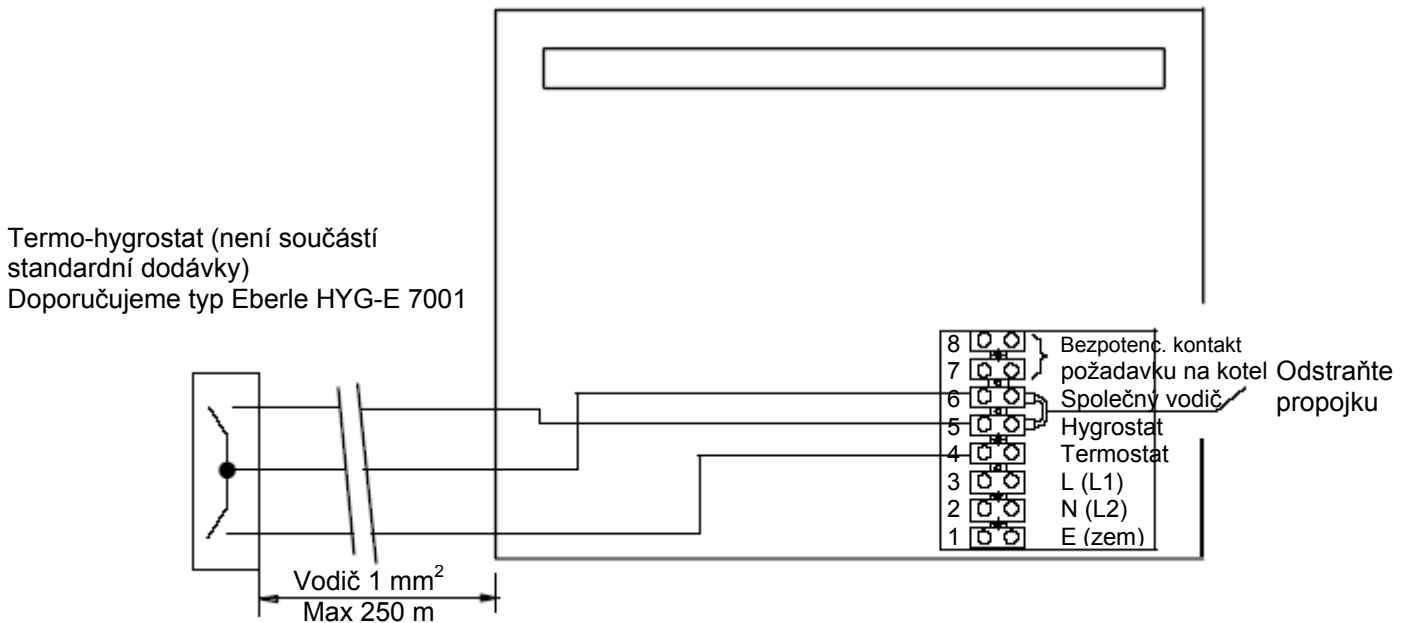 Termo-hygrostat (není součástí
standardní dodávky)
Doporučujeme typ Eberle HYG-E 7001
8 Bezpotenc. kontakt
7 požadavku na kotel
6 Společný vodič
5 Hygrostat
4 Termostat
3 L (L1)
2 N (L2)
1 E (zem)
Odstraňte
propojku
Vodič 1 mm²
Max 250 m